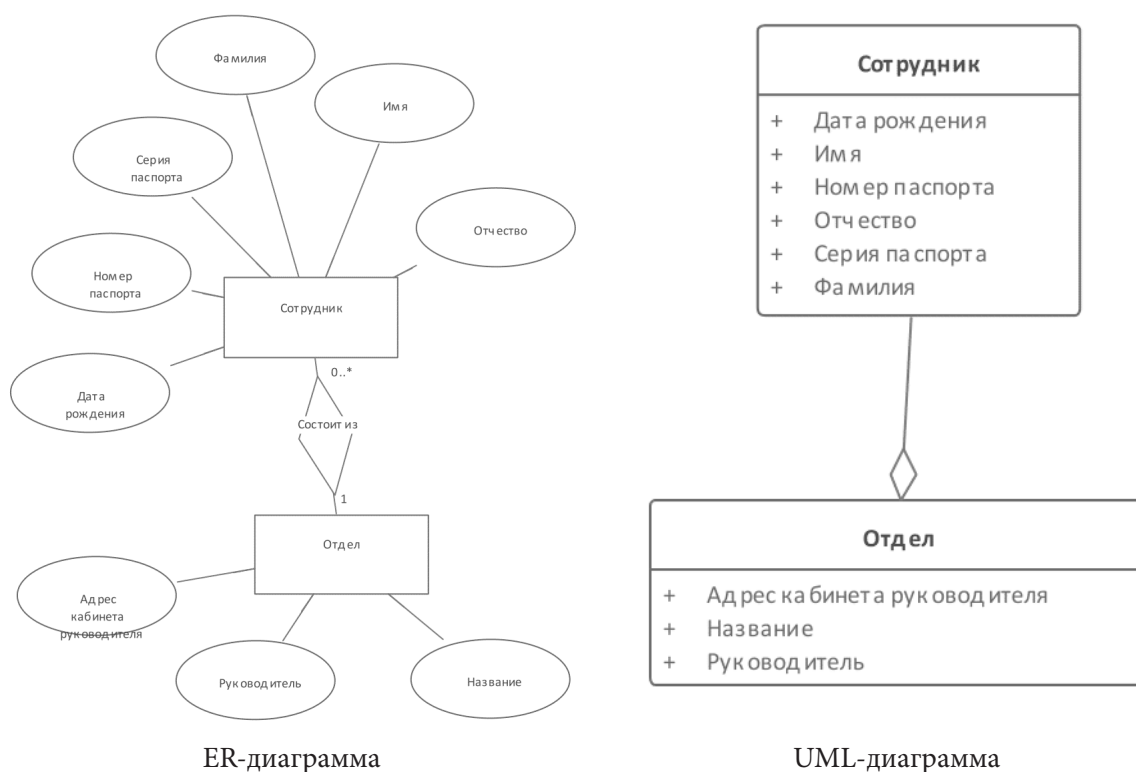 Фамилия
Имя
Серия
паспорта
Отчество
Номер
паспорта
Сотрудник
Дата
рождения
0..*
Состоит из
1
Отдел
Адрес
кабинета
руководителя
Руководитель
Название
ER-диаграмма
Сотрудник
+ Дата рождения
+ Имя
+ Номер паспорта
+ Отчество
+ Серия паспорта
+ Фамилия
Отдел
+ Адрес кабинета руководителя
+ Название
+ Руководитель
UML-диаграмма